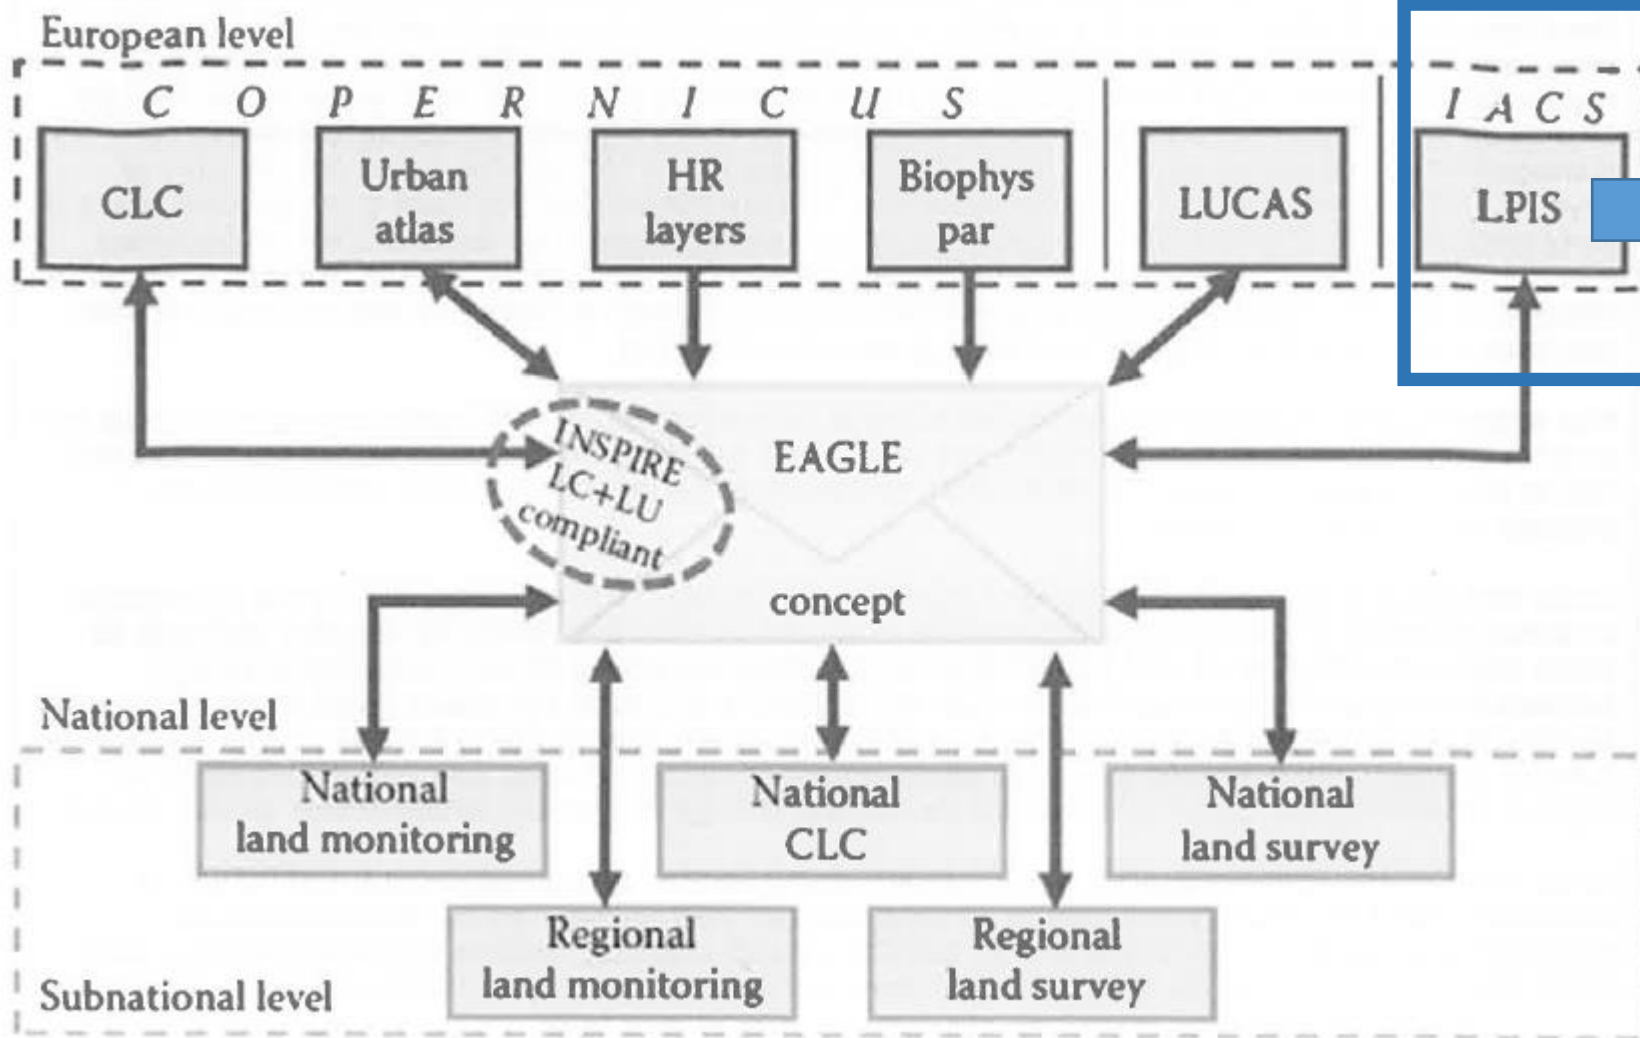 European level
C O P E R N I C U S
I A C S
CLC
Urban
atlas
HR
layers
Biophys
par
LUCAS
LPIS
INSPIRE
LC+LU
compliant
EAGLE
concept
National level
National
land monitoring
National
CLC
National
land survey
Regional
land monitoring
Regional
land survey
Subnational level